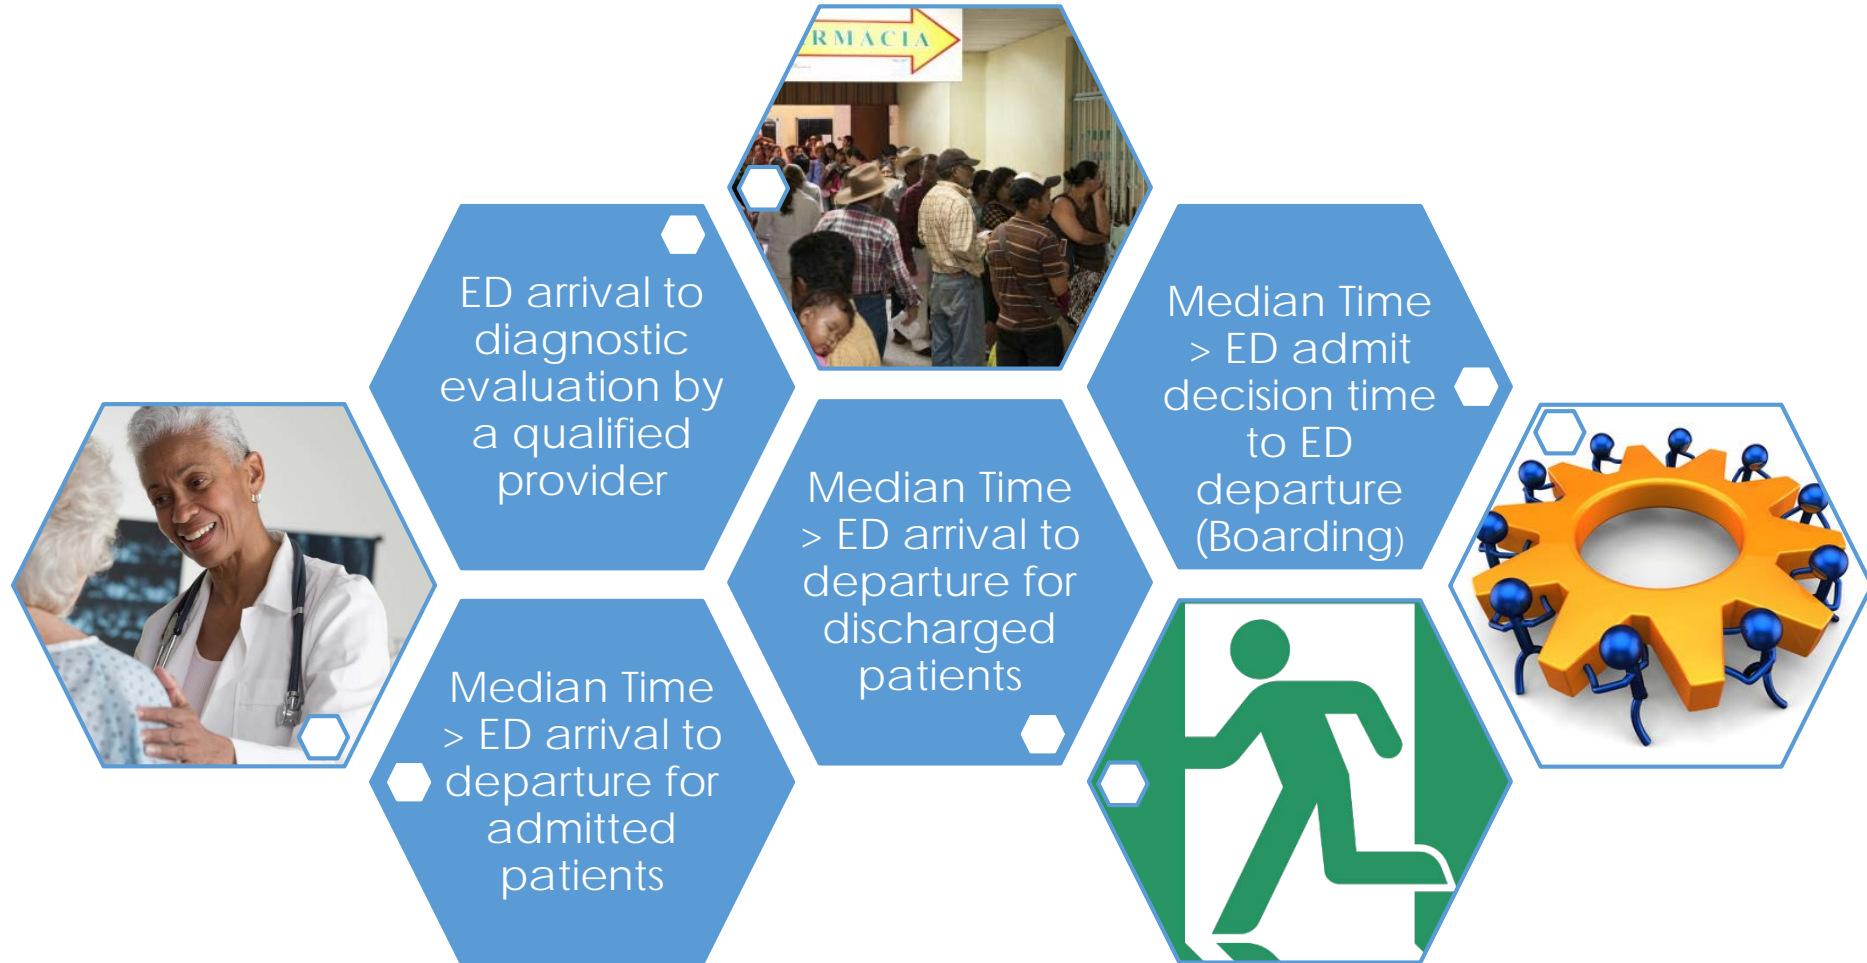 RMACIA
ED arrival to
diagnostic
evaluation by
a qualified
provider
Median Time
> ED arrival to
departure for
admitted
patients
Median Time
> ED arrival to
departure for
discharged
patients
Median Time
> ED admit
decision time
to ED
departure
(Boarding)